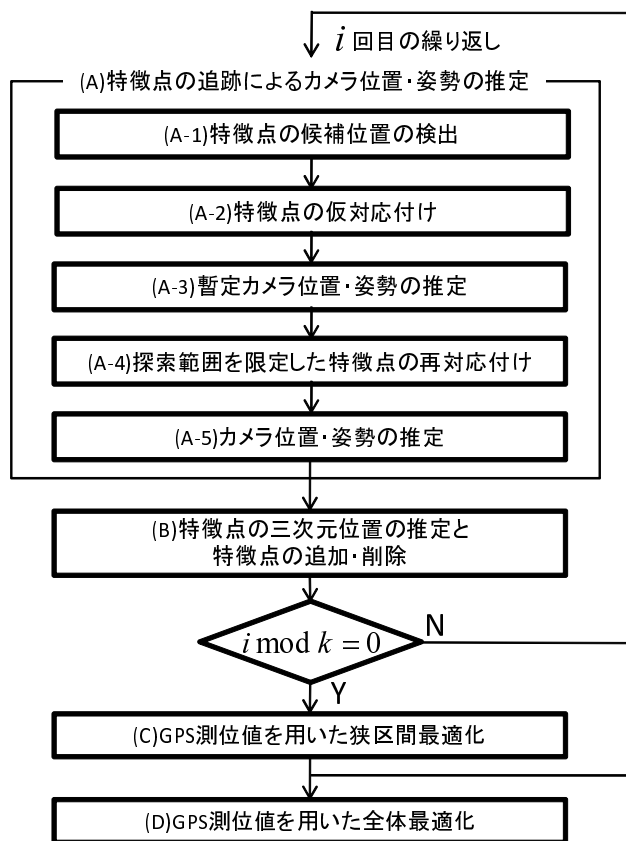 i 回目の繰り返し
(A)特徴点の追跡によるカメラ位置・姿勢の推定
(A-1)特徴点の候補位置の検出
(A-2)特徴点の仮対応付け
(A-3)暫定カメラ位置・姿勢の推定
(A-4)探索範囲を限定した特徴点の再対応付け
(A-5)カメラ位置・姿勢の推定
(B)特徴点の三次元位置の推定と
特徴点の追加・削除
i mod k = 0
N
Y
(C)GPS測位値を用いた狭区間最適化
(D)GPS測位値を用いた全体最適化